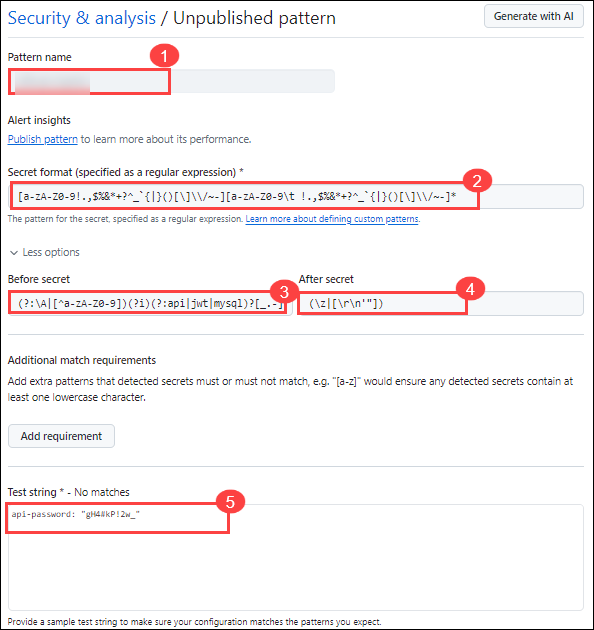 Security & analysis / Unpublished pattern
Generate with AI
Pattern name
1
Alert insights
Publish pattern to learn more about its performance.
Secret format (specified as a regular expression) *
2
[a-zA-Z0-9!.,$%&*+?^_`{|}()[\]\\/~-][a-zA-Z0-9\t !.,$%&*+?^_`{|}()[\]\\/~-]*
The pattern for the secret, specified as a regular expression. Learn more about defining custom patterns.
Less options
Before secret
3
After secret
4
(?:\A|[^a-zA-Z0-9])(?i)(?:api|jwt|mysql)?[_.-]
(\z|[\r\n'"])
Additional match requirements
Add extra patterns that detected secrets must or must not match, e.g. "[a-z]" would ensure any detected secrets contain at
least one lowercase character.
Add requirement
Test string * - No matches
5
api-password: "gH4#kP!2w_"
Provide a sample test string to make sure your configuration matches the patterns you expect.